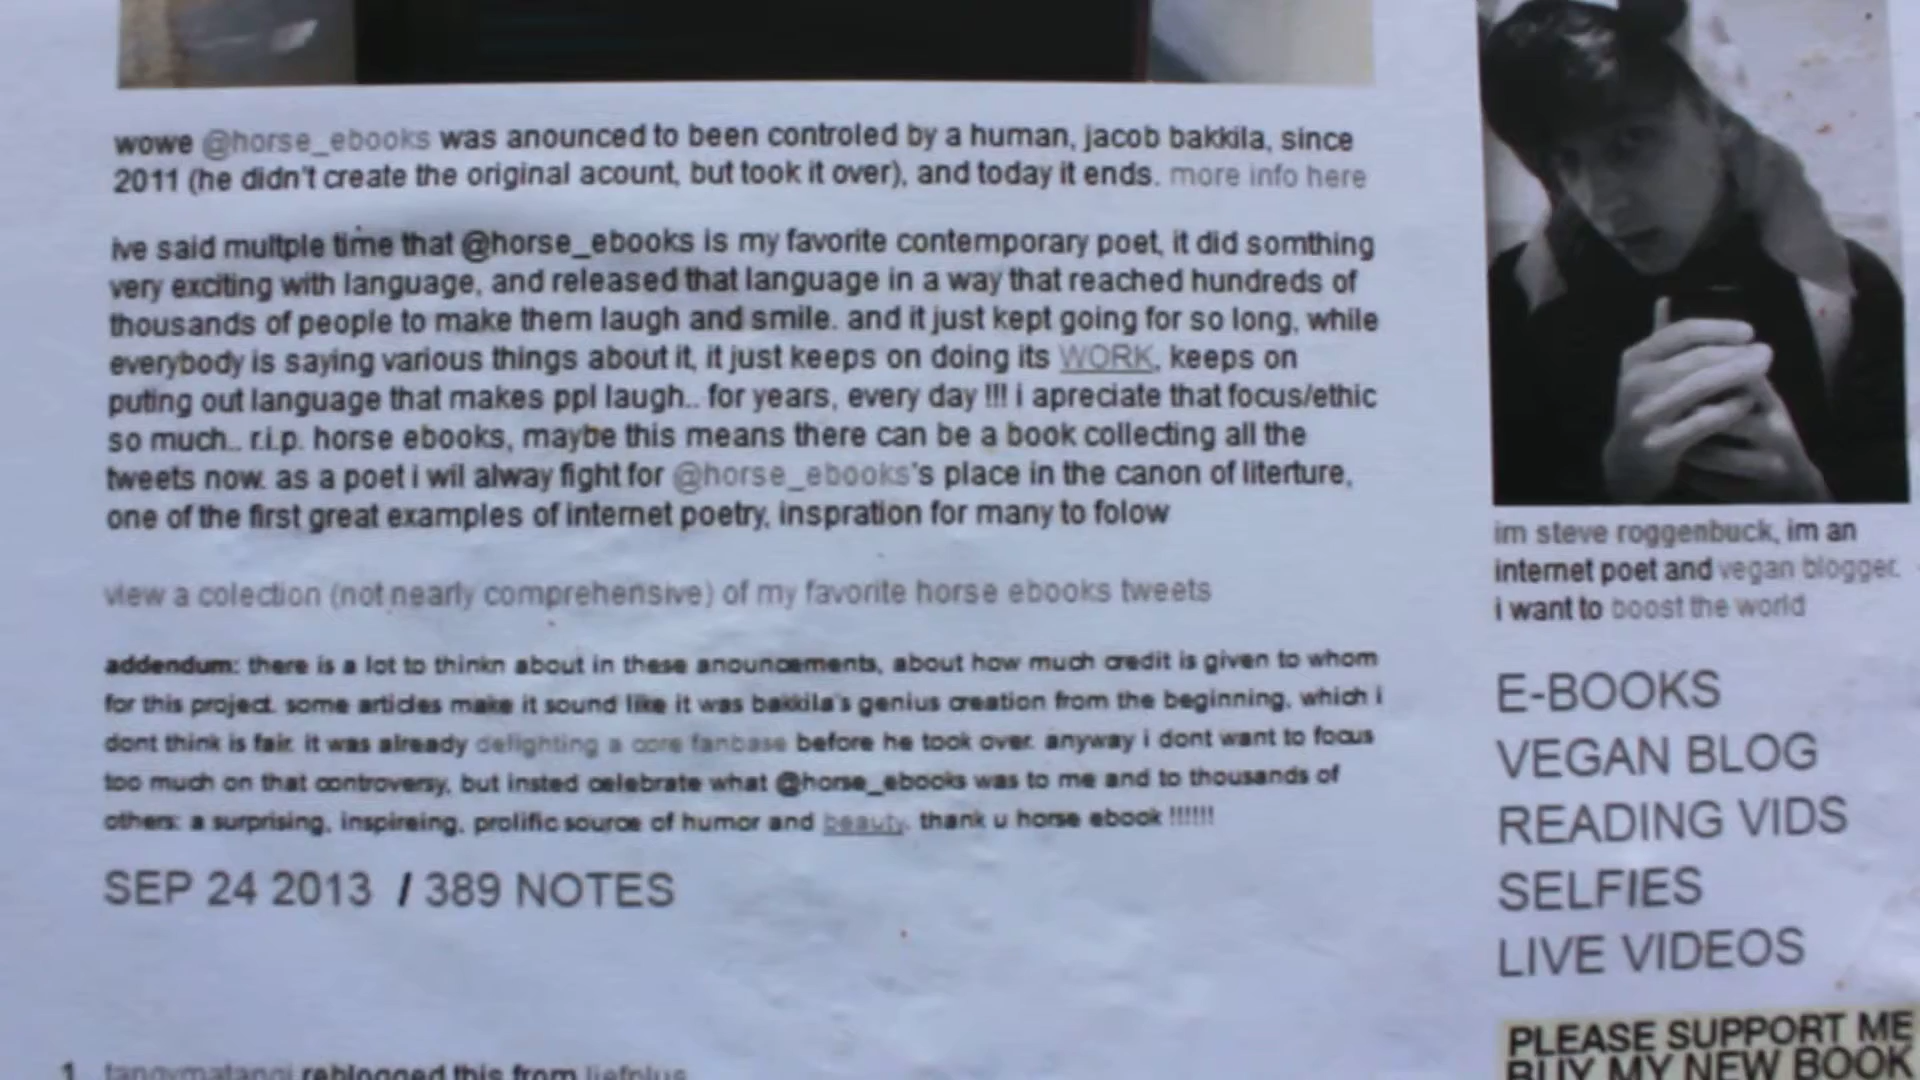 wowe @horse_ebooks was anounced to been controled by a human, jacob bakkila, since
2011 (he didn't create the original acount, but took it over), and today it ends. more info here
ive said multple time that @horse_ebooks is my favorite contemporary poet, it did somthing
very exciting with language, and released that language in a way that reached hundreds of
thousands of people to make them laugh and smile. and it just kept going for so long, while
everybody is saying various things about it, it just keeps on doing its WORK, keeps on
puting out language that makes ppl laugh.. for years, every day !!! i apreciate that focus/ethic
so much.. r.i.p. horse ebooks, maybe this means there can be a book collecting all the
tweets now. as a poet i wil alway fight for @horse_ebooks's place in the canon of literture,
one of the first great examples of internet poetry, inspration for many to folow
view a colection (not nearly comprehensive) of my favorite horse ebooks tweets
addendum: there is a lot to thinkn about in these anouncements, about how much credit is given to whom
for this project. some articles make it sound like it was bakkila's genius creation from the beginning, which i
dont think is fair. it was already delighting a core fanbase before he took over. anyway i dont want to focus
too much on that controversy, but insted celebrate what @horse_ebooks was to me and to thousands of
others: a surprising, inspireing, prolific source of humor and beauty. thank u horse ebook !!!!!!
SEP 24 2013 / 389 NOTES
1. tangymatangi reblogged this from liefplus
im steve roggenbuck, im an
internet poet and vegan blogger.
i want to boost the world
E-BOOKS
VEGAN BLOG
READING VIDS
SELFIES
LIVE VIDEOS
PLEASE SUPPORT ME
BUY MY NEW BOOK